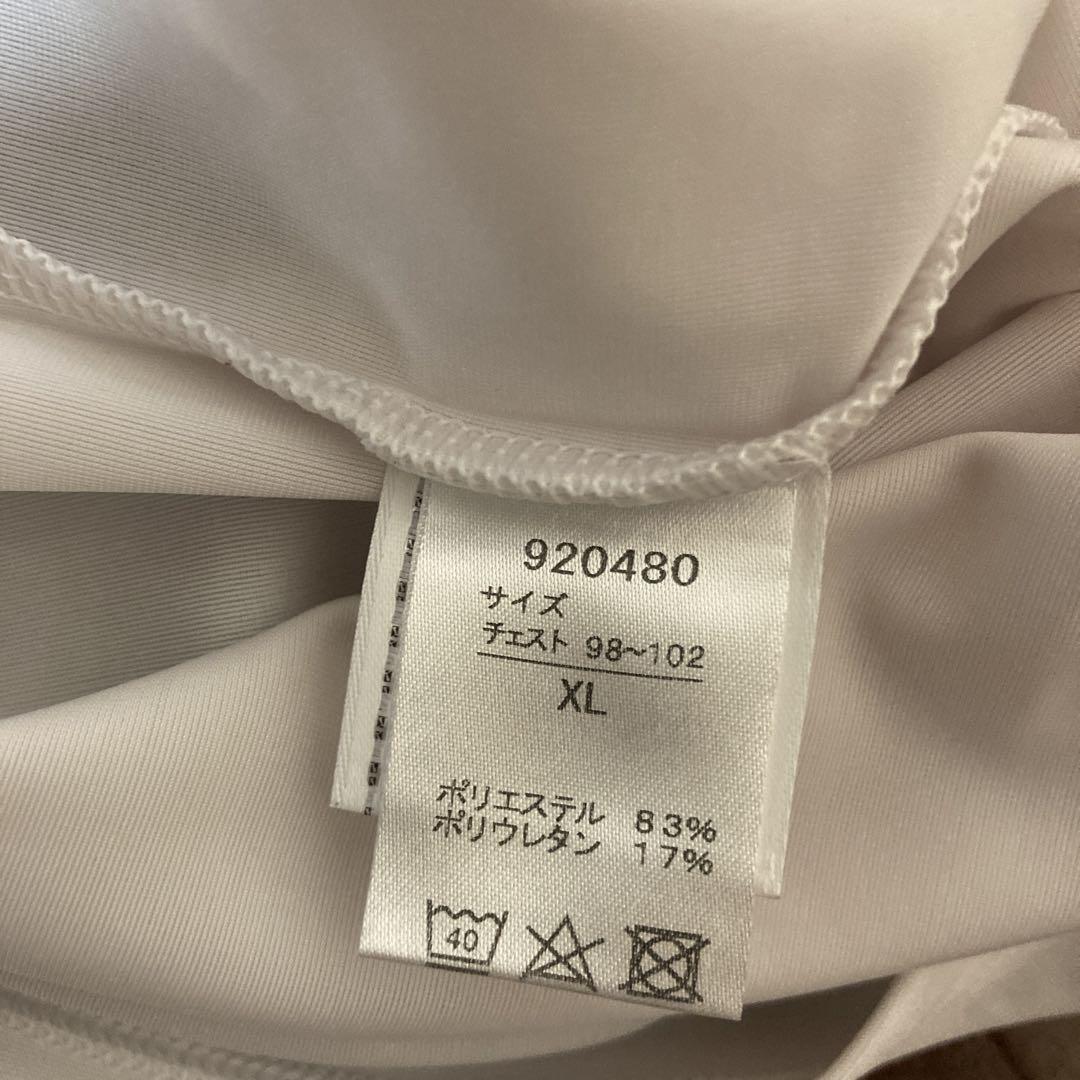 920480
サイズ
チェスト 98~102
XL
ポリエステル 83%
ポリウレタン 17%
40